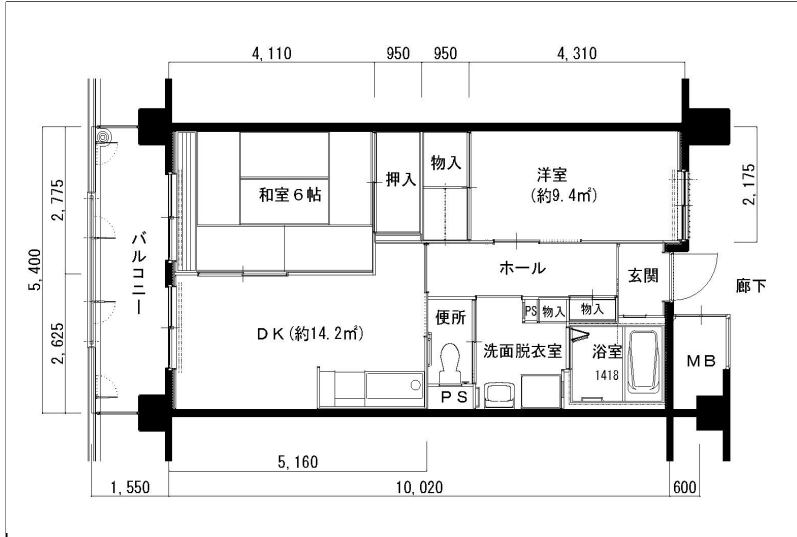 4,110
950
950
4,310
5,400
2,775
2,625
2,175
和室６帖
押入
物入
洋室
(約9.4㎡)
バルコニー
ホール
玄関
廊下
ＤＫ(約14.2㎡)
便所
PS
物入
物入
洗面脱衣室
浴室
1418
ＭＢ
ＰＳ
5,160
1,550
10,020
600